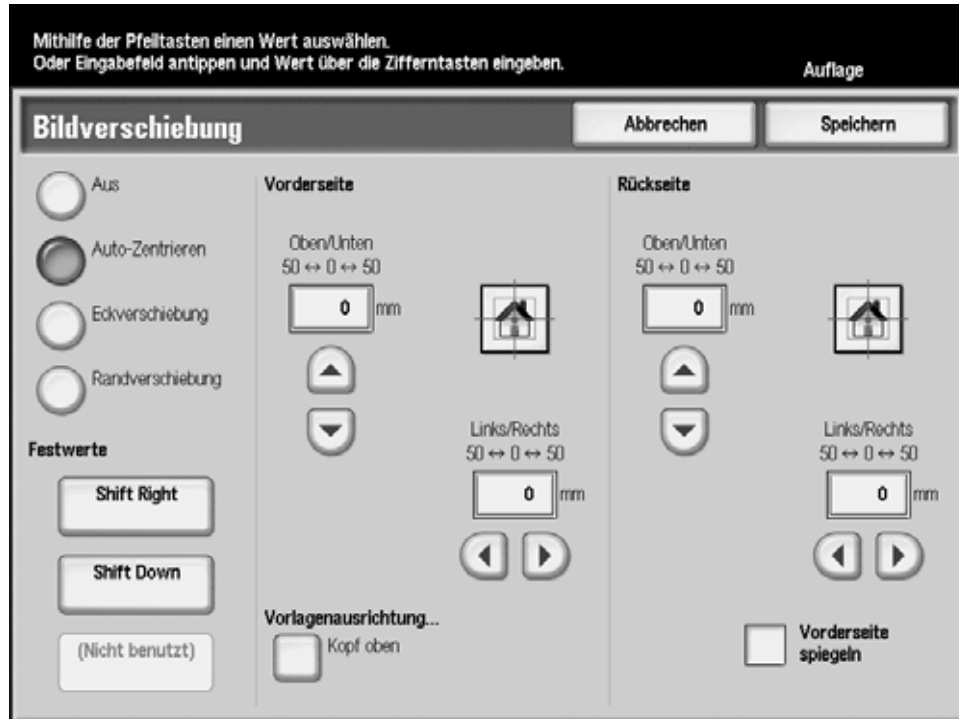 Mithilfe der Pfeiltasten einen Wert auswählen.
Oder Eingabefeld antippen und Wert über die Zifferntasten eingeben.
Auflage
Bildverschiebung
Abbrechen
Speichern
Aus
Auto-Zentrieren
Eckverschiebung
Randverschiebung
Festwerte
Shift Right
Shift Down
(Nicht benutzt)
Vorderseite
Oben/Unten
50 ↔ 0 ↔ 50
0 mm
Links/Rechts
50 ↔ 0 ↔ 50
0 mm
Vorlagenausrichtung...
Kopf oben
Rückseite
Oben/Unten
50 ↔ 0 ↔ 50
0 mm
Links/Rechts
50 ↔ 0 ↔ 50
0 mm
Vorderseite
spiegeln